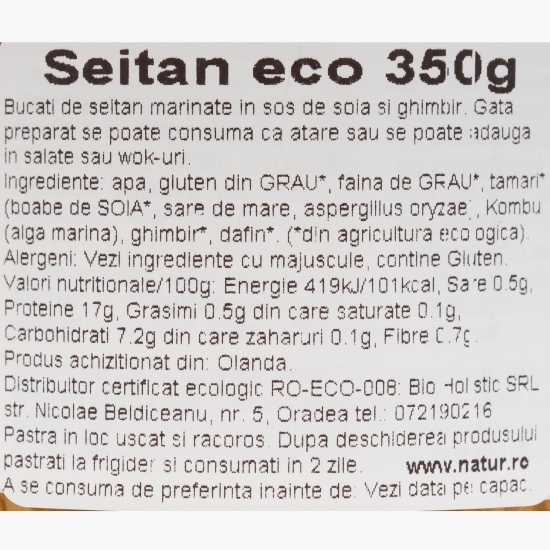 Seitan eco 350g
Bucati de seitan marinate in sos de soia si ghimbir. Gata
preparat se poate consuma ca atare sau se poate adauga
in salate sau wok-uri.
Ingrediente: apa, gluten din GRAU*, faina de GRAU*, tamari*
(boabe de SOIA*, sare de mare, aspergillus oryzae), Kombu
(alga marina), ghimbir*, dafin*. (*din agricultura ecologica).
Alergeni: Vezi ingrediente cu majuscule, contine Gluten.
Valori nutritionale/100g: Energie 419kJ/101kcal, Sare 0.5g,
Proteine 17g, Grasimi 0.5g din care saturate 0.1g,
Carbohidrati 7.2g din care zaharuri 0.1g, Fibre 0.7g.
Produs achizitionat din: Olanda.
Distribuitor certificat ecologic RO-ECO-008: Bio Holistic SRL
str. Nicolae Beldiceanu, nr. 5, Oradea tel.: 072190216
Pastra in loc uscat si racoros. Dupa deschiderea produsului
pastrati la frigider si consumati in 2 zile. www.natur.ro
A se consuma de preferinta inainte de: Vezi data pe capac.